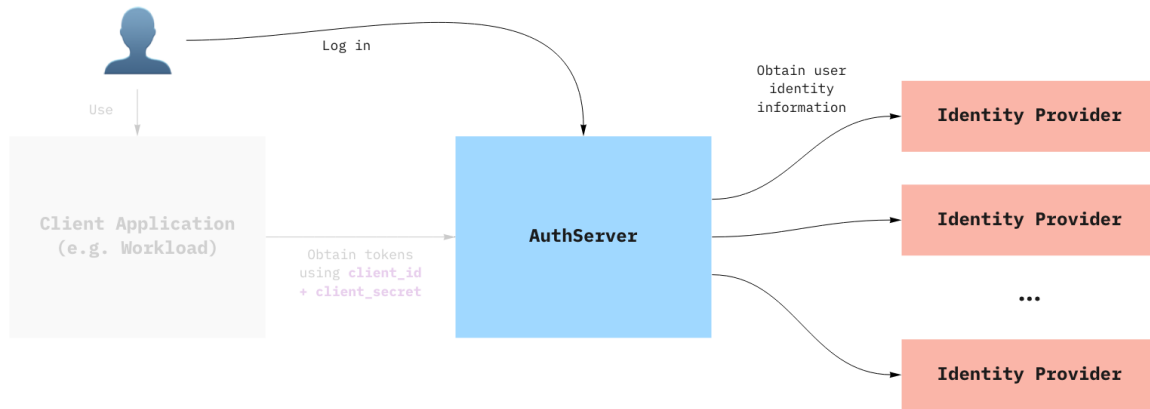 Log in
Use
Client Application
(e.g. Workload)
Obtain tokens
using client_id
+ client_secret
AuthServer
Obtain user
identity
information
Identity Provider
Identity Provider
...
Identity Provider